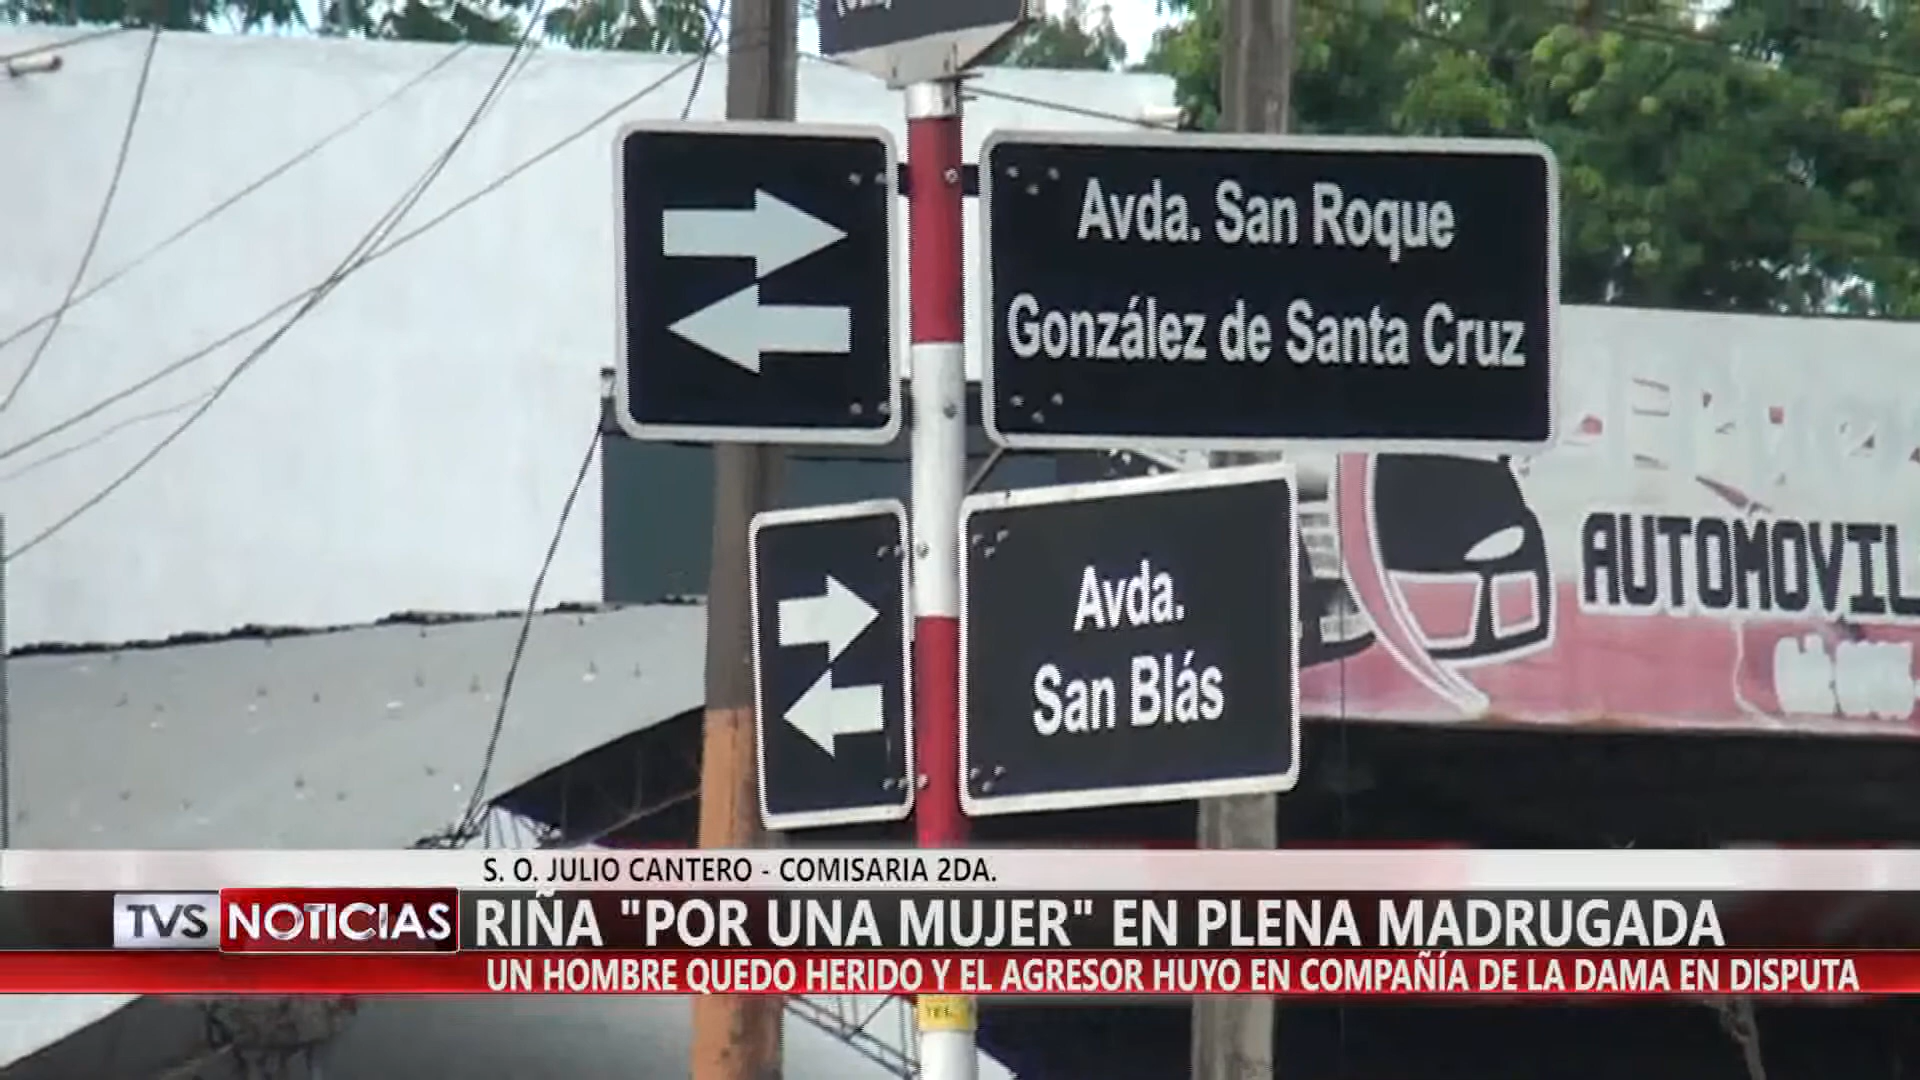 Avda. San Roque
González de Santa Cruz
Avda.
San Blás
AUTOMOVIL
S. O. JULIO CANTERO - COMISARIA 2DA.
TVS NOTICIAS
RIÑA "POR UNA MUJER" EN PLENA MADRUGADA
UN HOMBRE QUEDO HERIDO Y EL AGRESOR HUYO EN COMPAÑÍA DE LA DAMA EN DISPUTA
TEL.